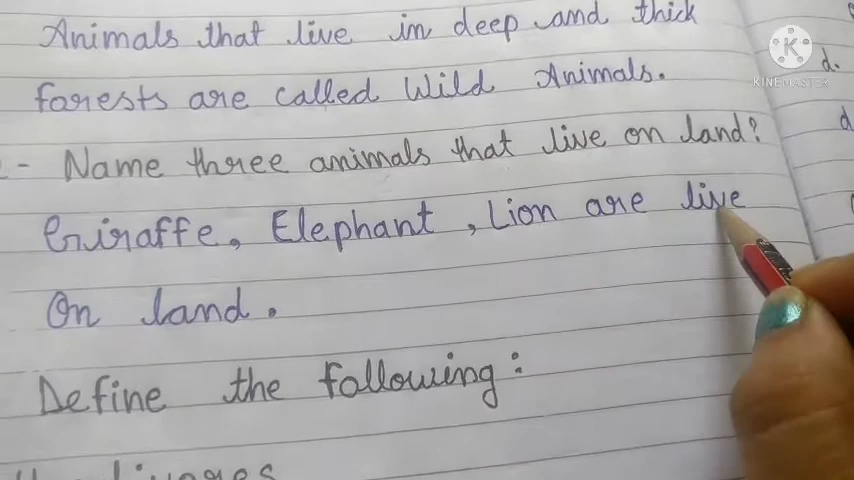 Animals that live in deep and thick
forests are called Wild Animals.
- Name three animals that live on land?
Giraffe, Elephant, Lion are live
On land.
Define the following:
d.
d
KINEMASTER